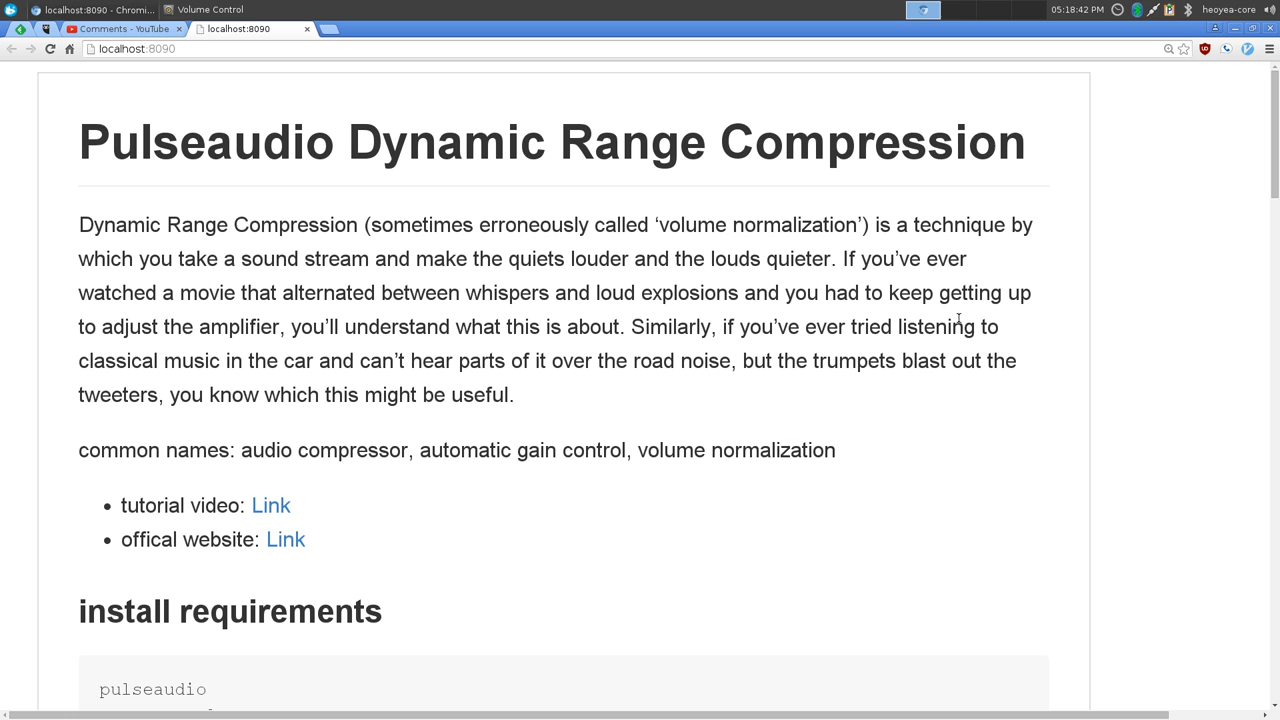 localhost:8090 - Chromi...
Volume Control
05:18:42 PM
heoyea-core
Comments - YouTube
localhost:8090
localhost:8090
Pulseaudio Dynamic Range Compression
Dynamic Range Compression (sometimes erroneously called ‘volume normalization’) is a technique by
which you take a sound stream and make the quiets louder and the louds quieter. If you’ve ever
watched a movie that alternated between whispers and loud explosions and you had to keep getting up
to adjust the amplifier, you’ll understand what this is about. Similarly, if you’ve ever tried listening to
classical music in the car and can’t hear parts of it over the road noise, but the trumpets blast out the
tweeters, you know which this might be useful.
common names: audio compressor, automatic gain control, volume normalization
• tutorial video: Link
• offical website: Link
install requirements
pulseaudio